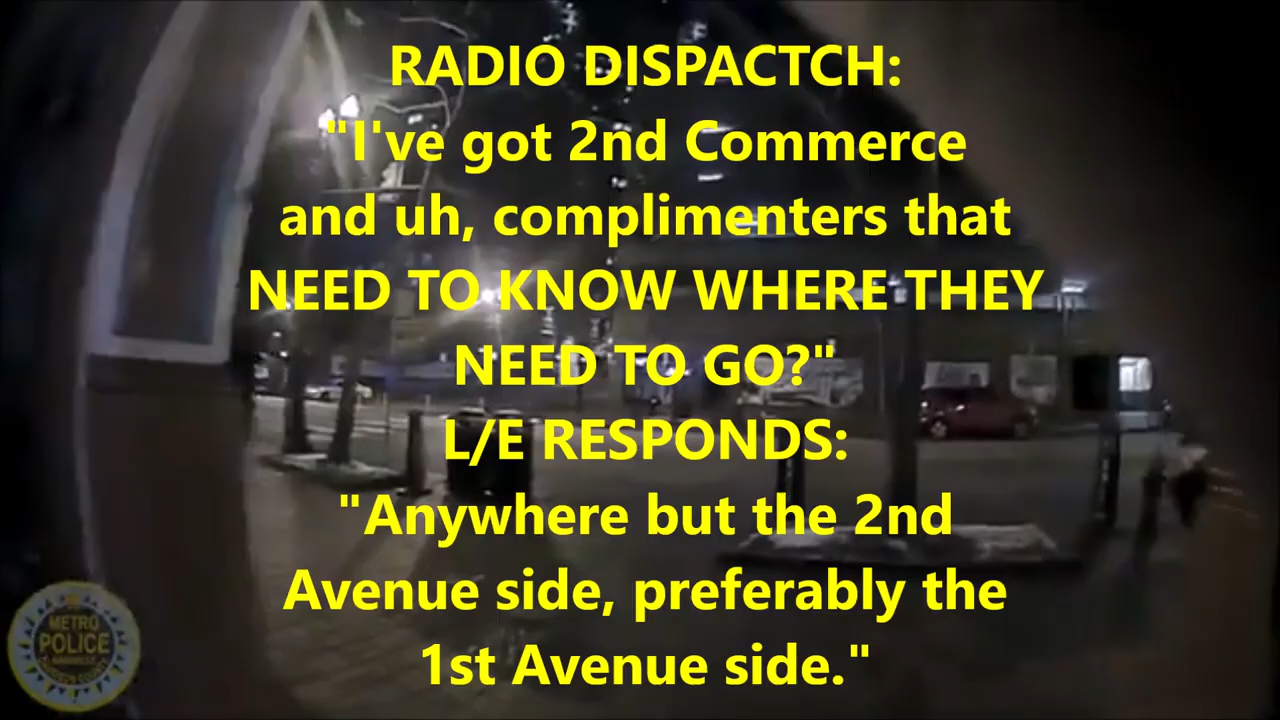 RADIO DISPACTCH:
"I've got 2nd Commerce
and uh, complimenters that
NEED TO KNOW WHERE THEY
NEED TO GO?"
L/E RESPONDS:
"Anywhere but the 2nd
Avenue side, preferably the
1st Avenue side."
METRO
POLICE